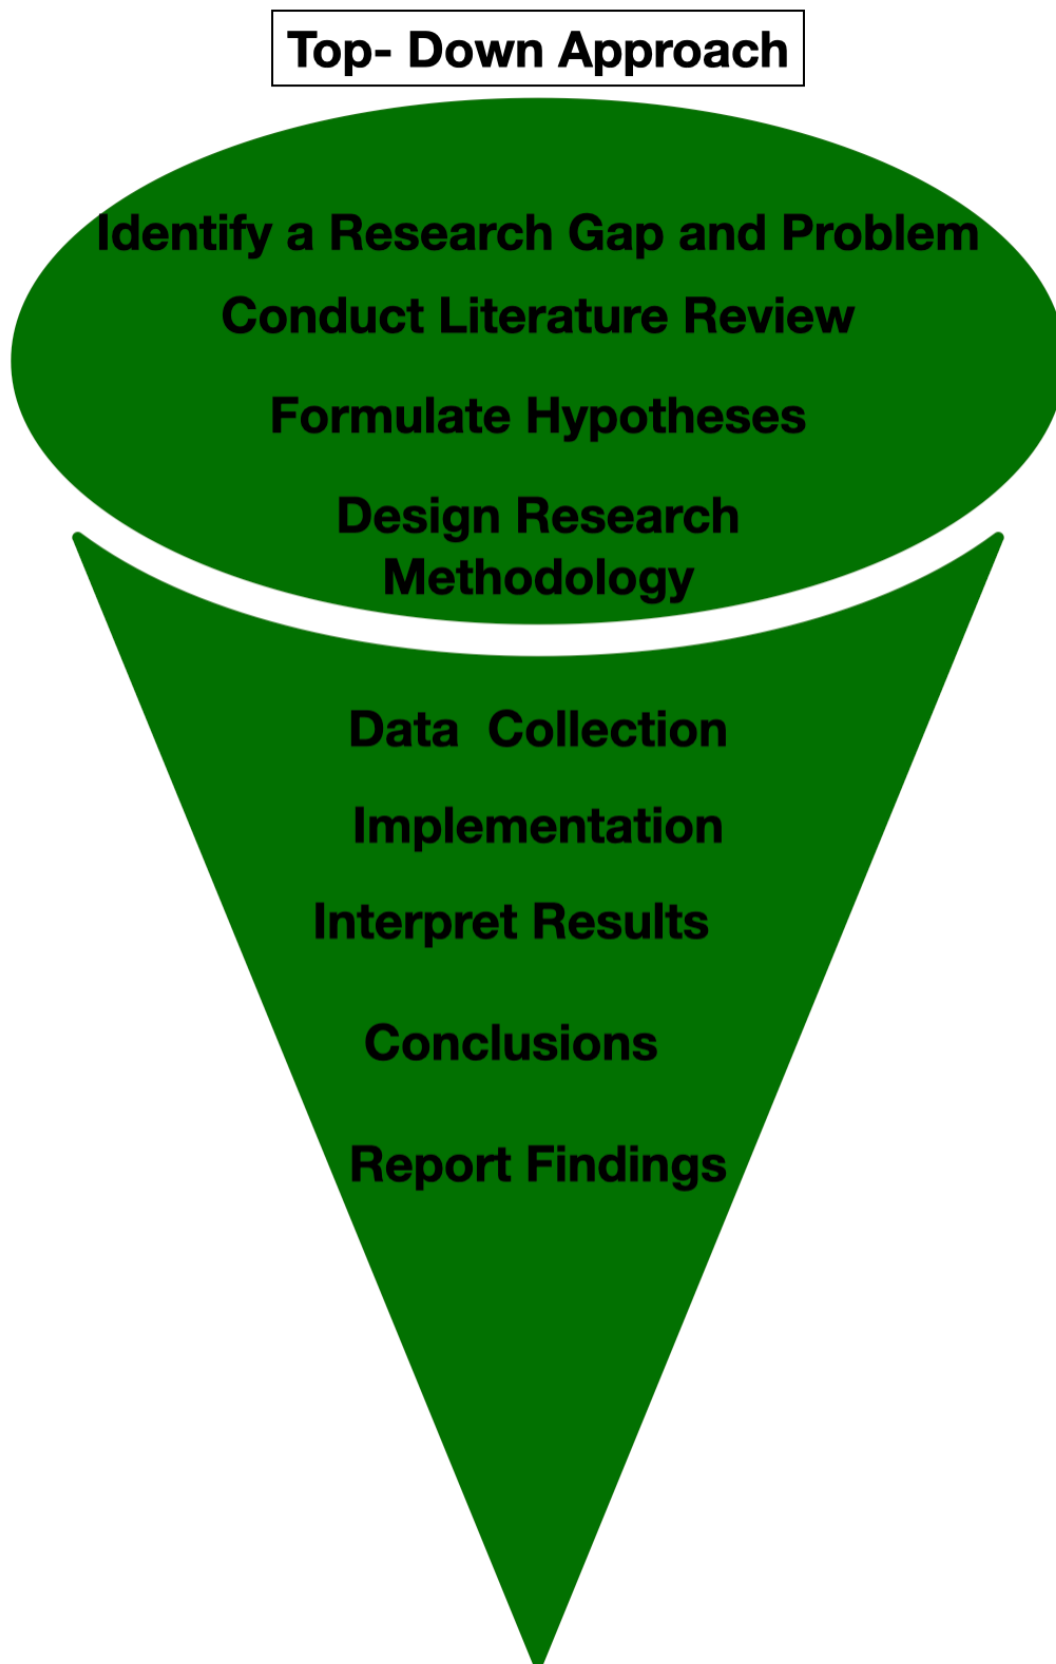 Top- Down Approach
Identify a Research Gap and Problem
Conduct Literature Review
Formulate Hypotheses
Design Research
Methodology
Data  Collection
Implementation
Interpret Results
Conclusions
Report Findings